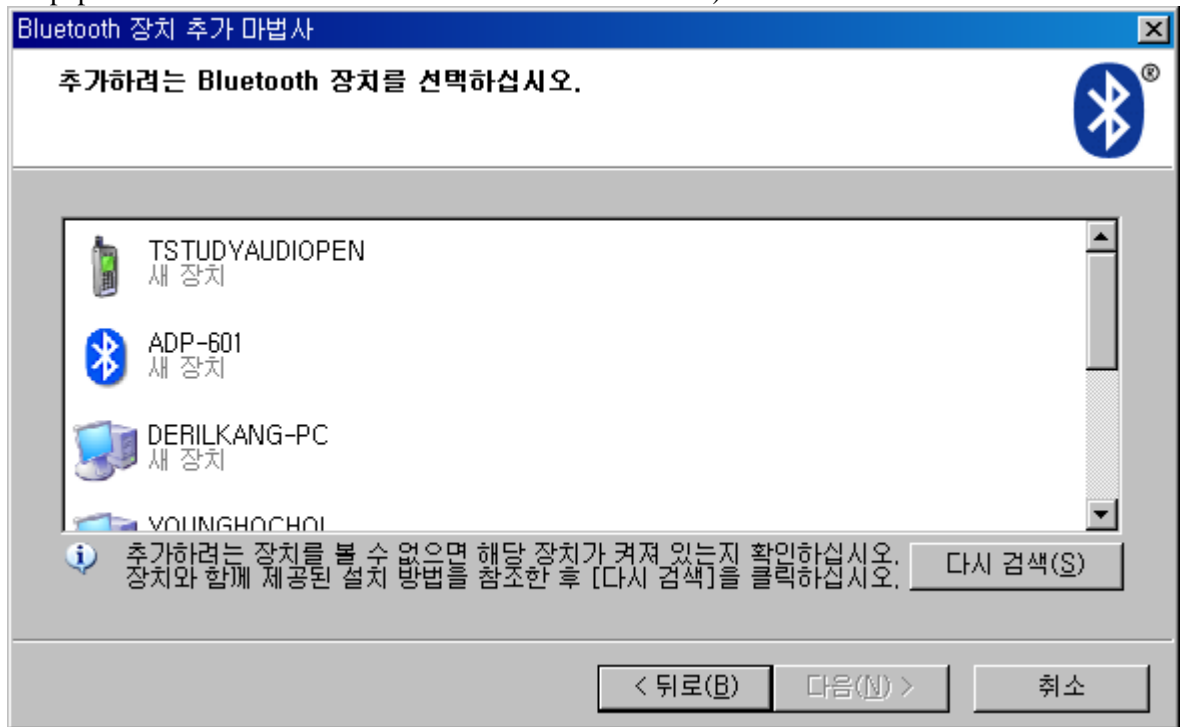 Bluetooth 장치 추가 마법사
추가하려는 Bluetooth 장치를 선택하십시오.
®
TSTUDYAUDIOPEN
새 장치
ADP-601
새 장치
DERILKANG-PC
새 장치
YOUNGHOCHOI
추가하려는 장치를 볼 수 없으면 해당 장치가 켜져 있는지 확인하십시오.
장치와 함께 제공된 설치 방법을 참조한 후 [다시 검색]을 클릭하십시오.
다시 검색(S)
< 뒤로(B)
다음(N) >
취소